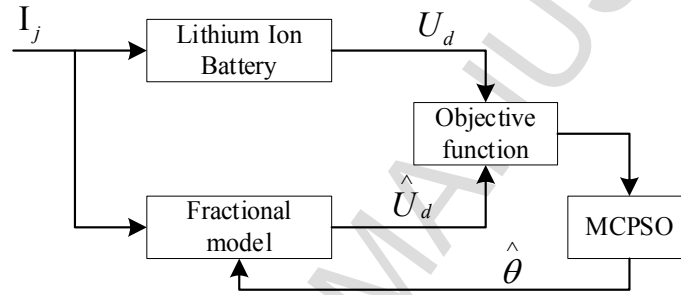 I_j
Lithium Ion
Battery
U_d
Objective
function
Fractional
model
Û_d
MCPSO
θ̂